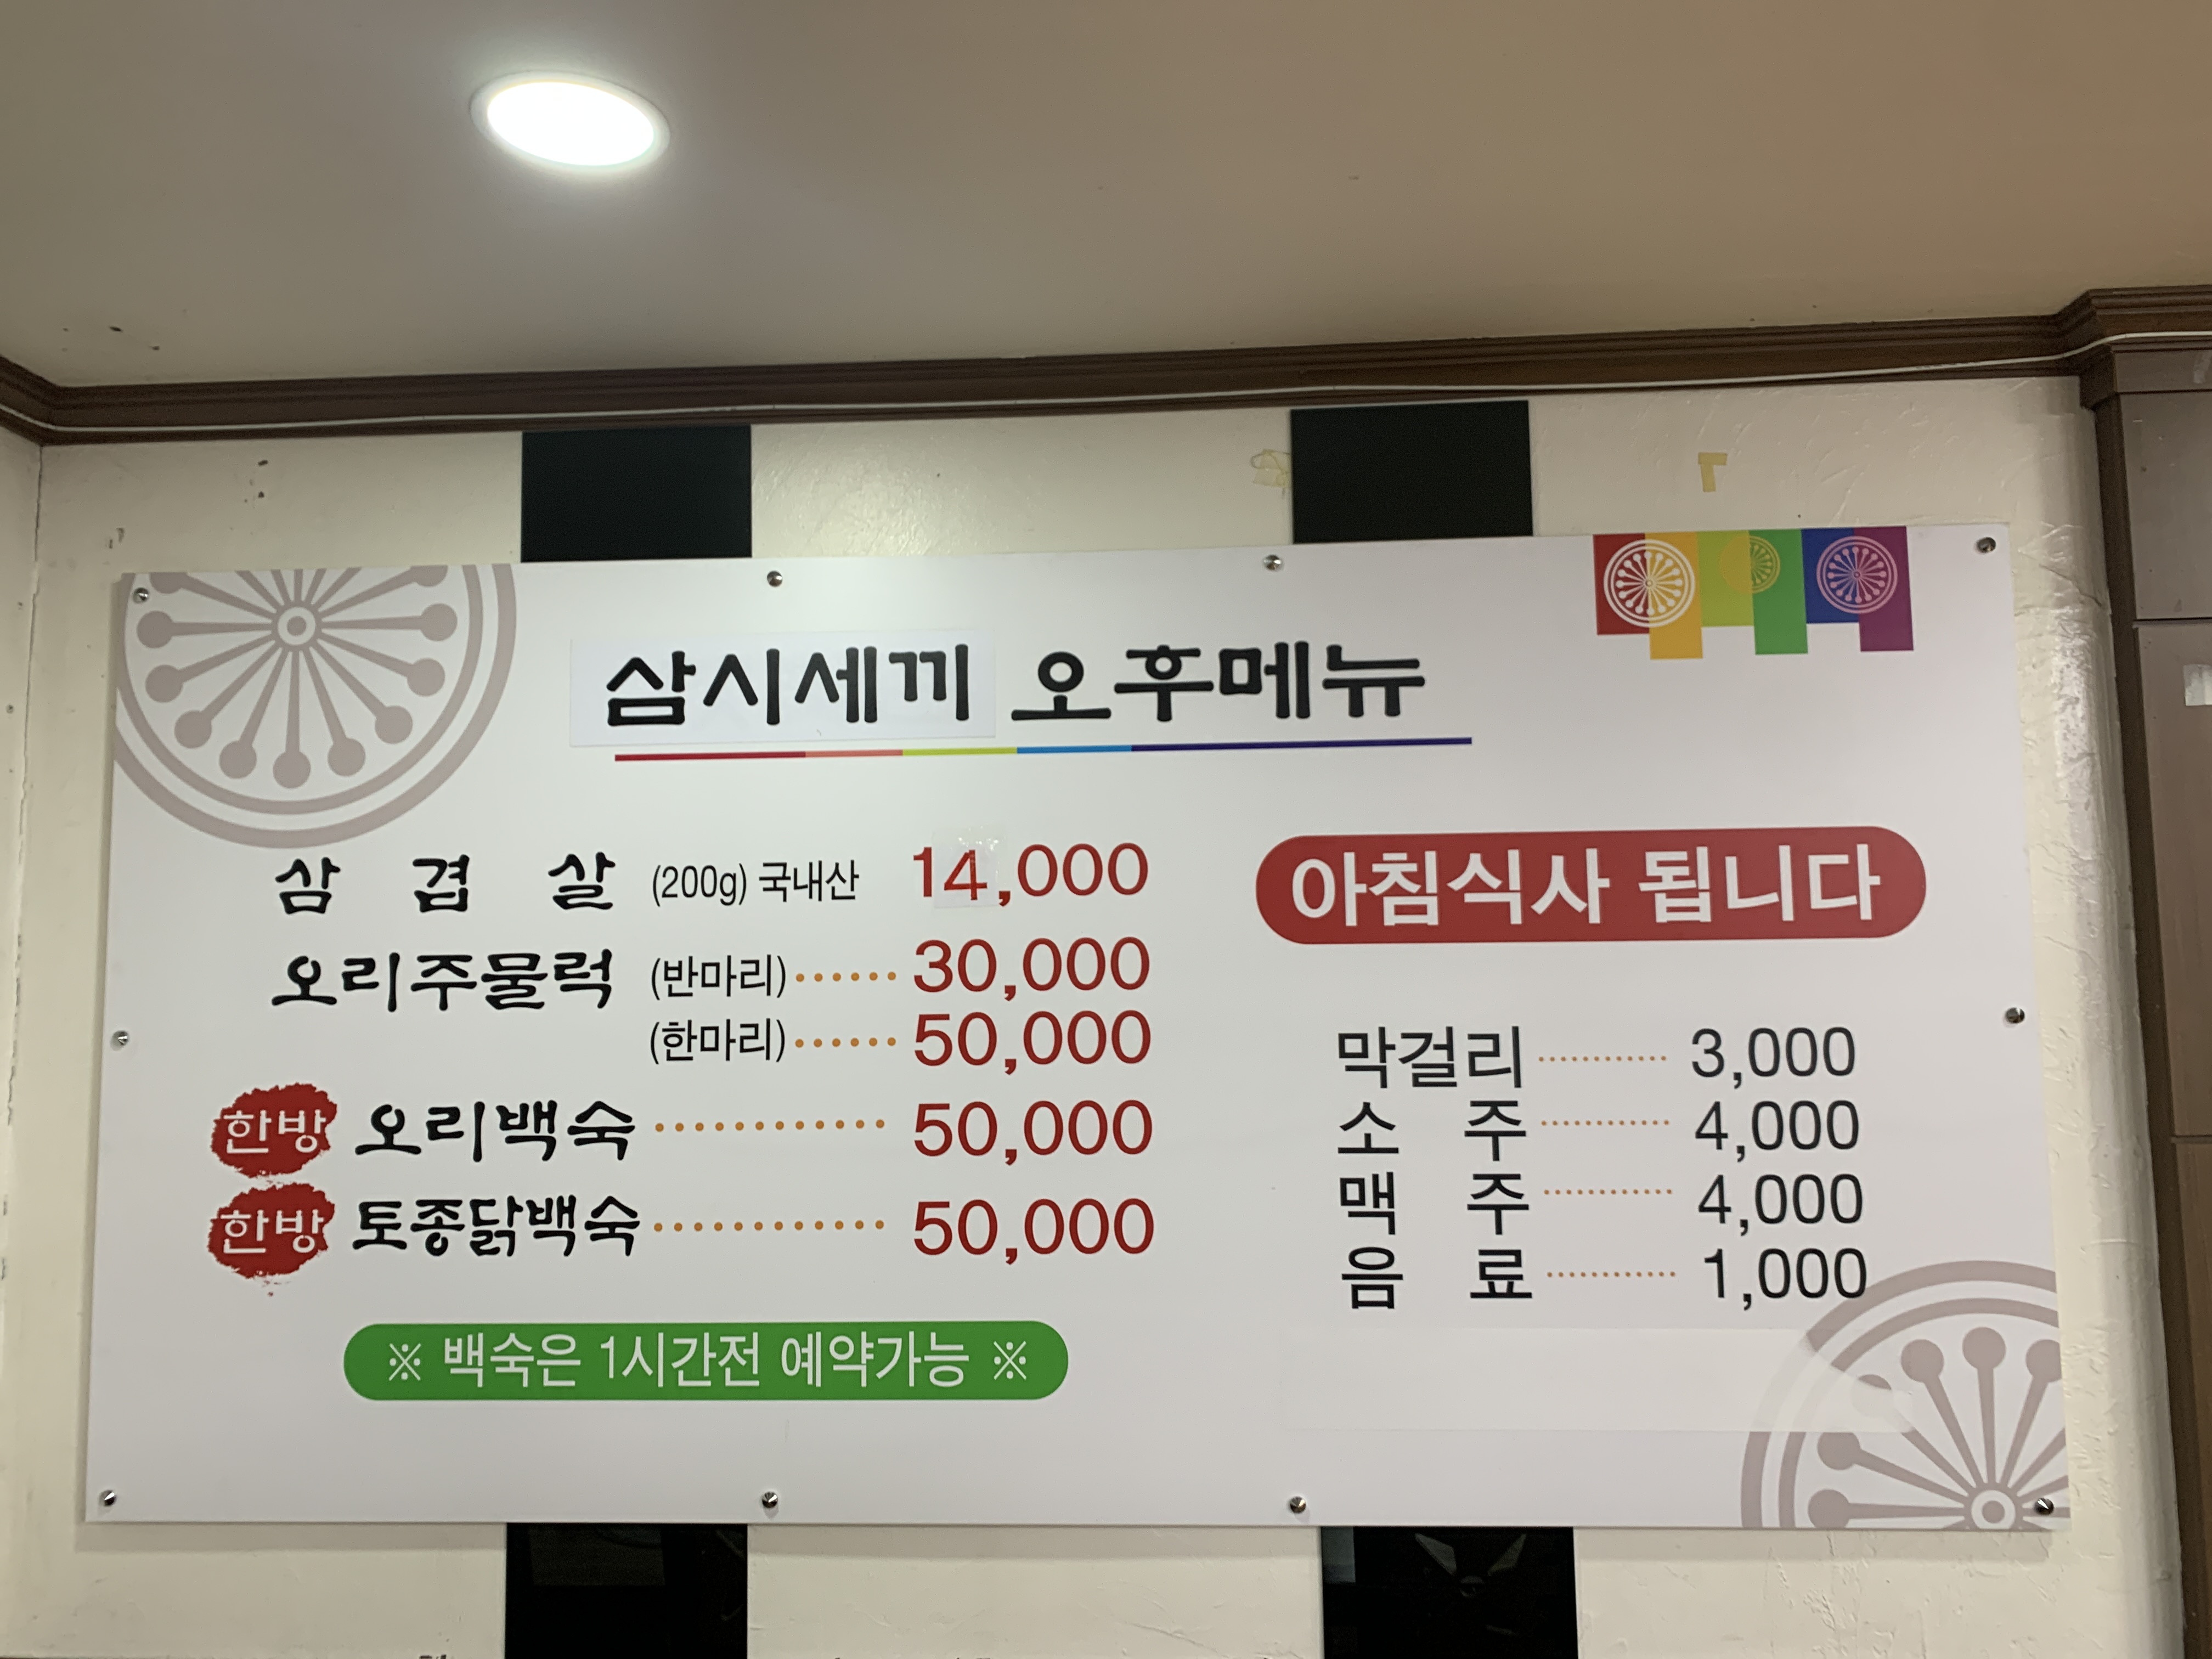 삼시세끼 오후메뉴
삼 겹 살 (200g) 국내산 14,000
오리주물럭 (반마리)······30,000
(한마리)······50,000
한방 오리백숙············50,000
한방 토종닭백숙············50,000
※ 백숙은 1시간전 예약가능 ※
아침식사 됩니다
막걸리············3,000
소 주············4,000
맥 주············4,000
음 료············1,000